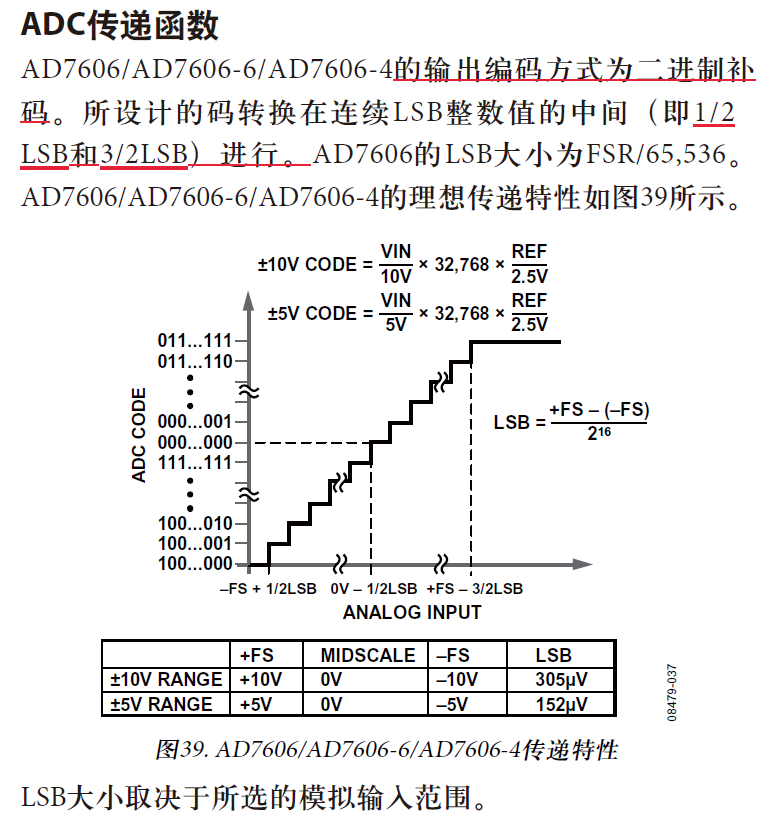 ADC传递函数
AD7606/AD7606-6/AD7606-4的输出编码方式为二进制补
码。所设计的码转换在连续LSB整数值的中间（即1/2
LSB和3/2LSB）进行。AD7606的LSB大小为FSR/65,536。
AD7606/AD7606-6/AD7606-4的理想传递特性如图39所示。
±10V CODE = VIN/10V × 32,768 × REF/2.5V
±5V CODE = VIN/5V × 32,768 × REF/2.5V
011...111
011...110
000...001
000...000
111...111
100...010
100...001
100...000
ADC CODE
LSB = +FS – (–FS)/2¹⁶
–FS + 1/2LSB 0V – 1/2LSB +FS – 3/2LSB
ANALOG INPUT
+FS MIDSCALE –FS LSB
±10V RANGE +10V 0V –10V 305µV
±5V RANGE +5V 0V –5V 152µV
08479-037
图39. AD7606/AD7606-6/AD7606-4传递特性
LSB大小取决于所选的模拟输入范围。